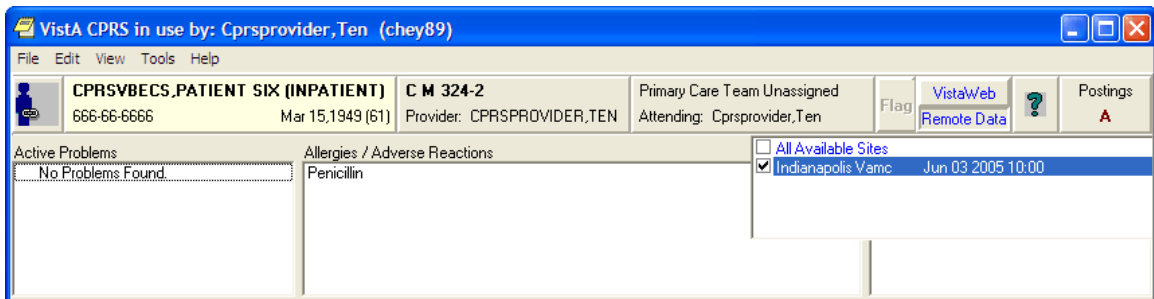 VistA CPRS in use by: Cprsprovider,Ten (chey89)
File Edit View Tools Help
CPRSVBECS,PATIENT SIX (INPATIENT)
666-66-6666 Mar 15,1949 (61)
C M 324-2
Provider: CPRSPROVIDER,TEN
Primary Care Team Unassigned
Attending: Cprsprovider,Ten
Flag
VistaWeb
Remote Data
?
Postings
A
Active Problems
No Problems Found.
Allergies / Adverse Reactions
Penicillin
All Available Sites
Indianapolis Vamc Jun 03 2005 10:00